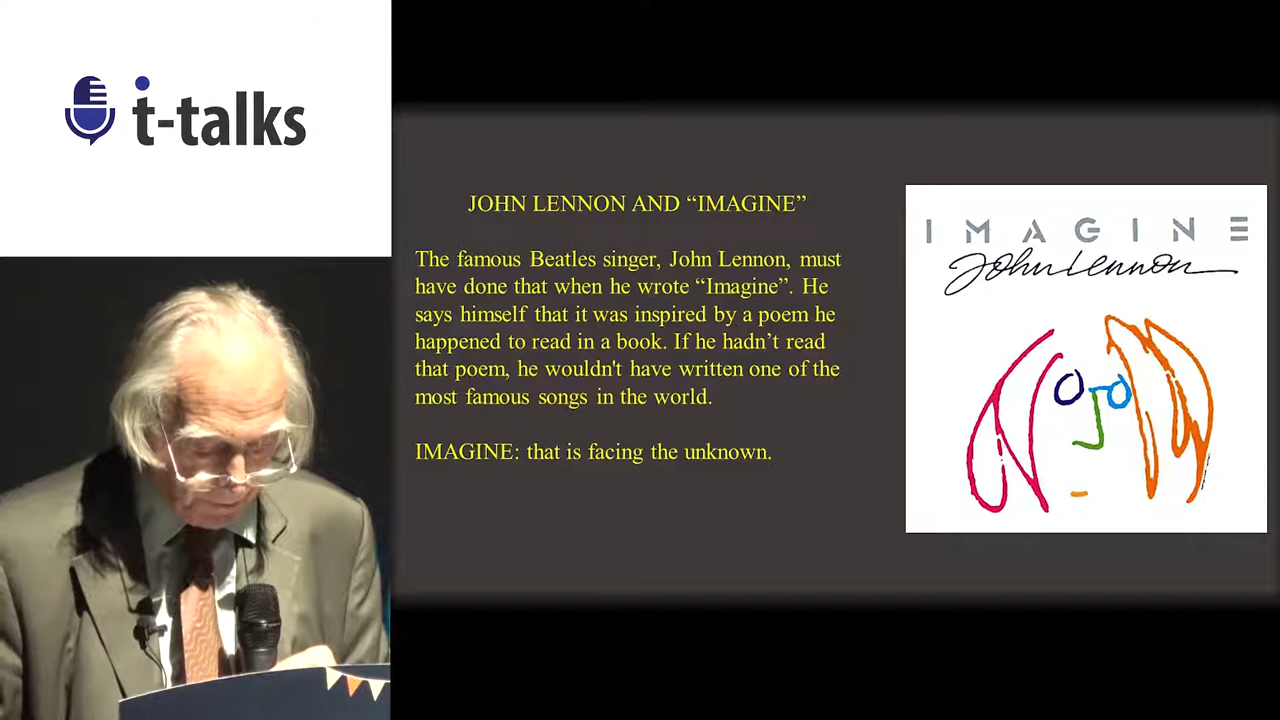 i-talks
JOHN LENNON AND “IMAGINE”
The famous Beatles singer, John Lennon, must
have done that when he wrote “Imagine”. He
says himself that it was inspired by a poem he
happened to read in a book. If he hadn’t read
that poem, he wouldn't have written one of the
most famous songs in the world.
IMAGINE: that is facing the unknown.
IMAGINE
John Lennon